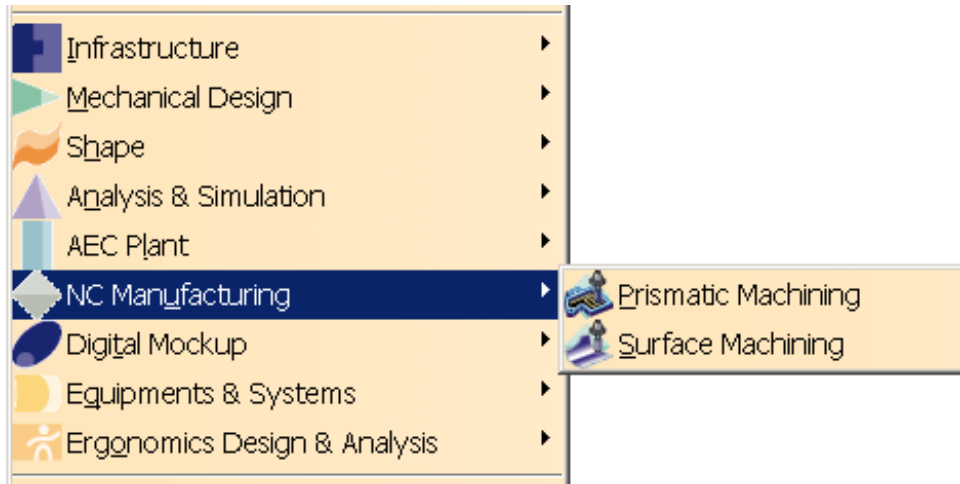 Infrastructure
Mechanical Design
Shape
Analysis & Simulation
AEC Plant
NC Manufacturing
Prismatic Machining
Digital Mockup
Surface Machining
Equipments & Systems
Ergonomics Design & Analysis